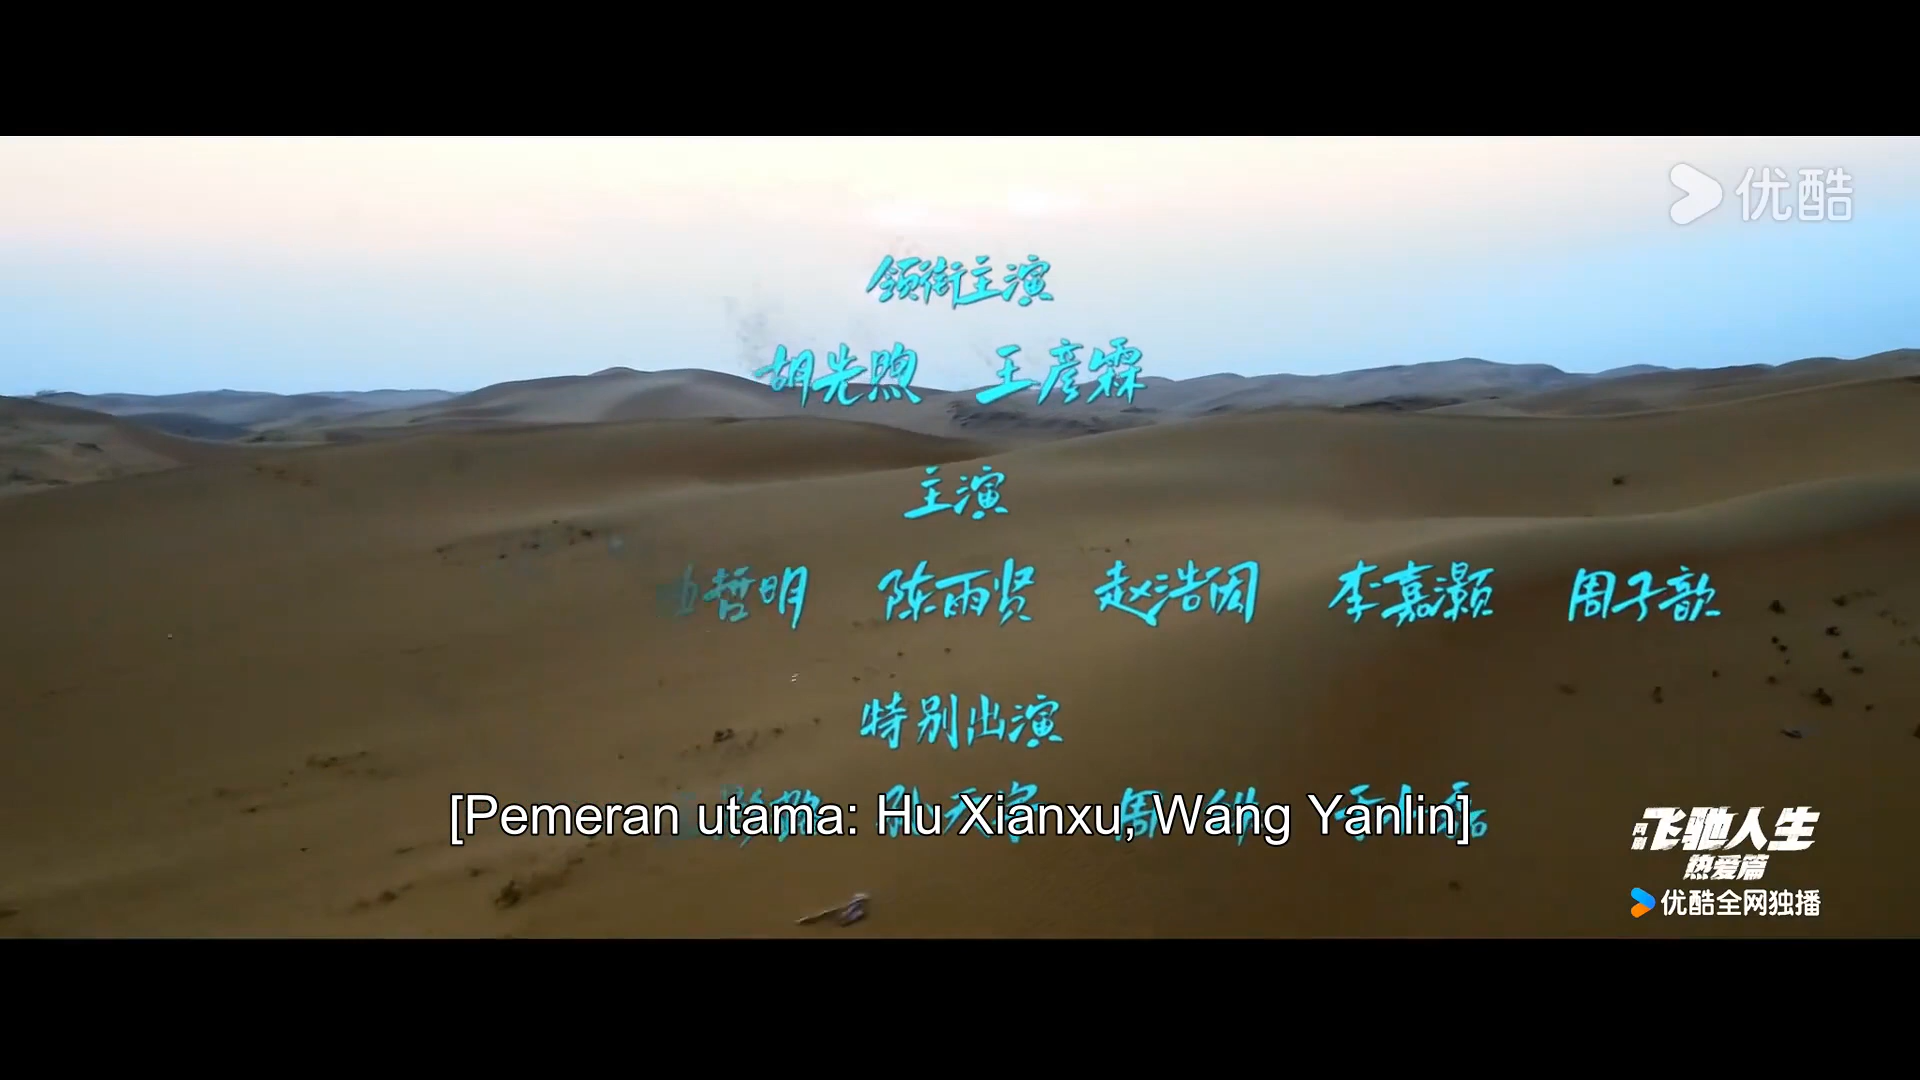 优酷
领衔主演
胡先煦 王彦霖
主演
哲明 陈雨贤 赵浩闳 李嘉灏 周子歆
特别出演
[Pemeran utama: Hu Xianxu, Wang Yanlin]
飞驰人生
热爱篇
优酷全网独播